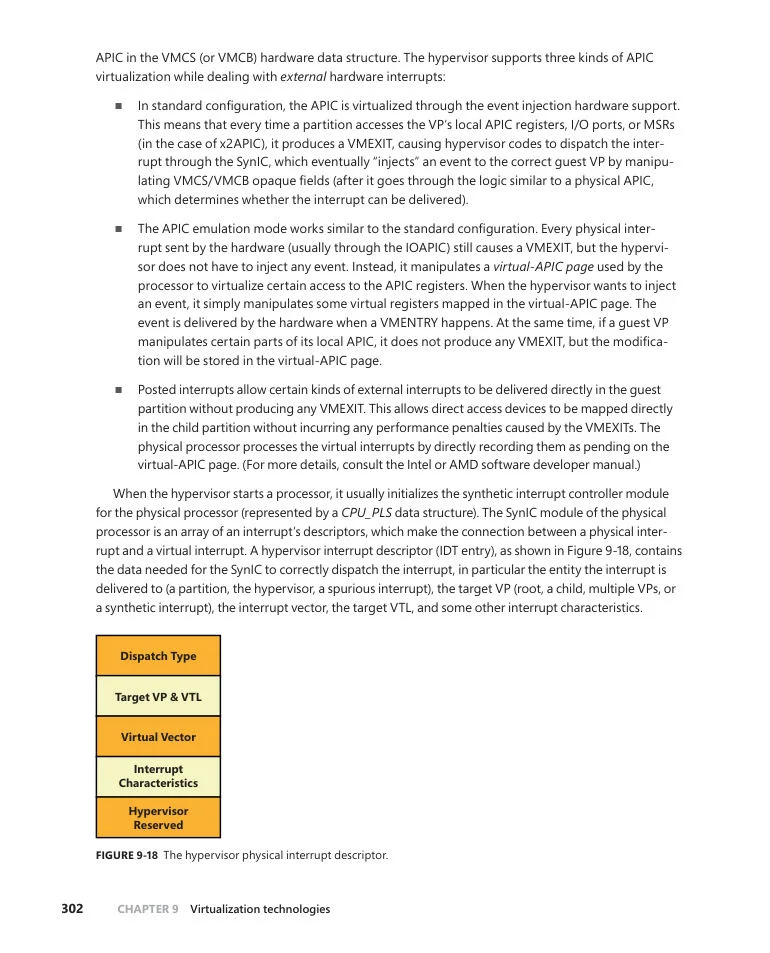 APIC in the VMCS (or VMCB) hardware data structure. The hypervisor supports three kinds of APIC
virtualization while dealing with external hardware interrupts:
■ In standard configuration, the APIC is virtualized through the event injection hardware support.
This means that every time a partition accesses the VP’s local APIC registers, I/O ports, or MSRs
(in the case of x2APIC), it produces a VMEXIT, causing hypervisor codes to dispatch the inter-
rupt through the SynIC, which eventually “injects” an event to the correct guest VP by manipu-
lating VMCS/VMCB opaque fields (after it goes through the logic similar to a physical APIC,
which determines whether the interrupt can be delivered).
■ The APIC emulation mode works similar to the standard configuration. Every physical inter-
rupt sent by the hardware (usually through the IOAPIC) still causes a VMEXIT, but the hypervi-
sor does not have to inject any event. Instead, it manipulates a virtual-APIC page used by the
processor to virtualize certain access to the APIC registers. When the hypervisor wants to inject
an event, it simply manipulates some virtual registers mapped in the virtual-APIC page. The
event is delivered by the hardware when a VMENTRY happens. At the same time, if a guest VP
manipulates certain parts of its local APIC, it does not produce any VMEXIT, but the modifica-
tion will be stored in the virtual-APIC page.
■ Posted interrupts allow certain kinds of external interrupts to be delivered directly in the guest
partition without producing any VMEXIT. This allows direct access devices to be mapped directly
in the child partition without incurring any performance penalties caused by the VMEXITs. The
physical processor processes the virtual interrupts by directly recording them as pending on the
virtual-APIC page. (For more details, consult the Intel or AMD software developer manual.)
When the hypervisor starts a processor, it usually initializes the synthetic interrupt controller module
for the physical processor (represented by a CPU_PLS data structure). The SynIC module of the physical
processor is an array of an interrupt’s descriptors, which make the connection between a physical inter-
rupt and a virtual interrupt. A hypervisor interrupt descriptor (IDT entry), as shown in Figure 9-18, contains
the data needed for the SynIC to correctly dispatch the interrupt, in particular the entity the interrupt is
delivered to (a partition, the hypervisor, a spurious interrupt), the target VP (root, a child, multiple VPs, or
a synthetic interrupt), the interrupt vector, the target VTL, and some other interrupt characteristics.
Dispatch Type
Target VP & VTL
Virtual Vector
Interrupt
Characteristics
Hypervisor
Reserved
FIGURE 9-18 The hypervisor physical interrupt descriptor.
302 CHAPTER 9 Virtualization technologies